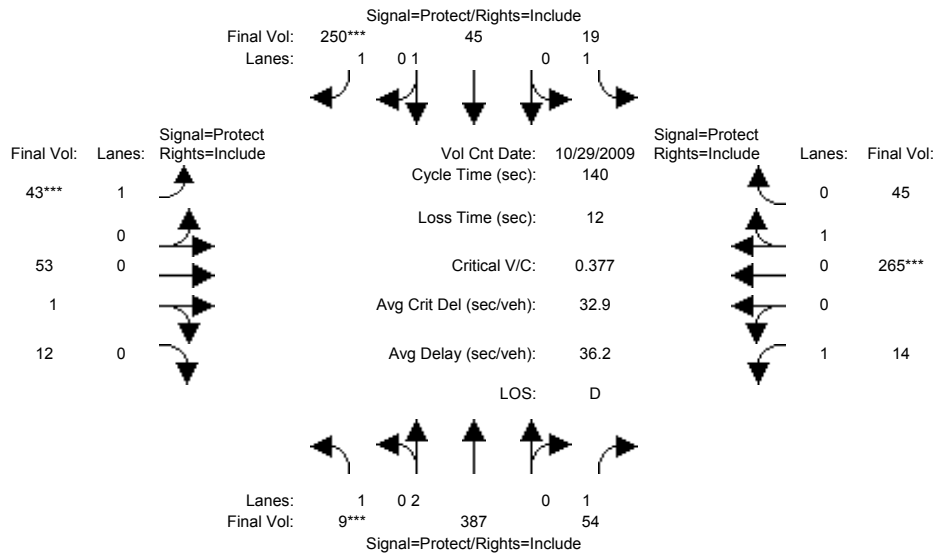 Signal=Protect/Rights=Include
Final Vol: 250*** 45 19
Lanes: 1 0 1 0 1
Signal=Protect
Final Vol: Lanes: Rights=Include
Vol Cnt Date: 10/29/2009
Signal=Protect
Rights=Include Lanes: Final Vol:
Cycle Time (sec): 140
43*** 1
0 45
Loss Time (sec): 12
0
1
53 0
Critical V/C: 0.377
0 265***
1
Avg Crit Del (sec/veh): 32.9
0
12 0
Avg Delay (sec/veh): 36.2
1 14
LOS: D
Lanes: 1 0 2 0 1
Final Vol: 9*** 387 54
Signal=Protect/Rights=Include